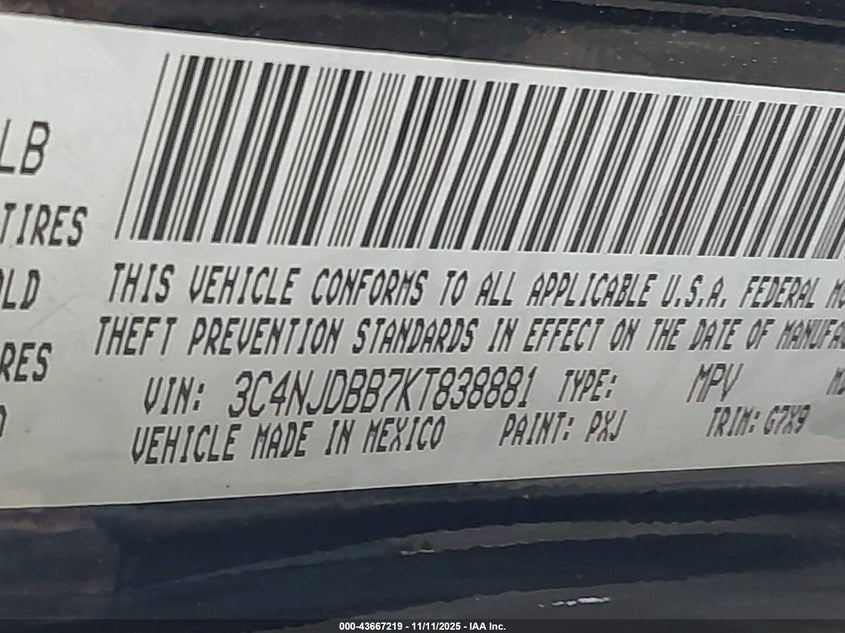 LB
TIRES
OLD
THIS VEHICLE CONFORMS TO ALL APPLICABLE U.S.A. FEDERAL MO
THEFT PREVENTION STANDARDS IN EFFECT ON THE DATE OF MANUFA
RES
VIN: 3C4NJDBB7KT838881 TYPE: MPV
VEHICLE MADE IN MEXICO PAINT: PXJ TRIM: G7X9
000-43667219 - 11/11/2025 - IAA Inc.